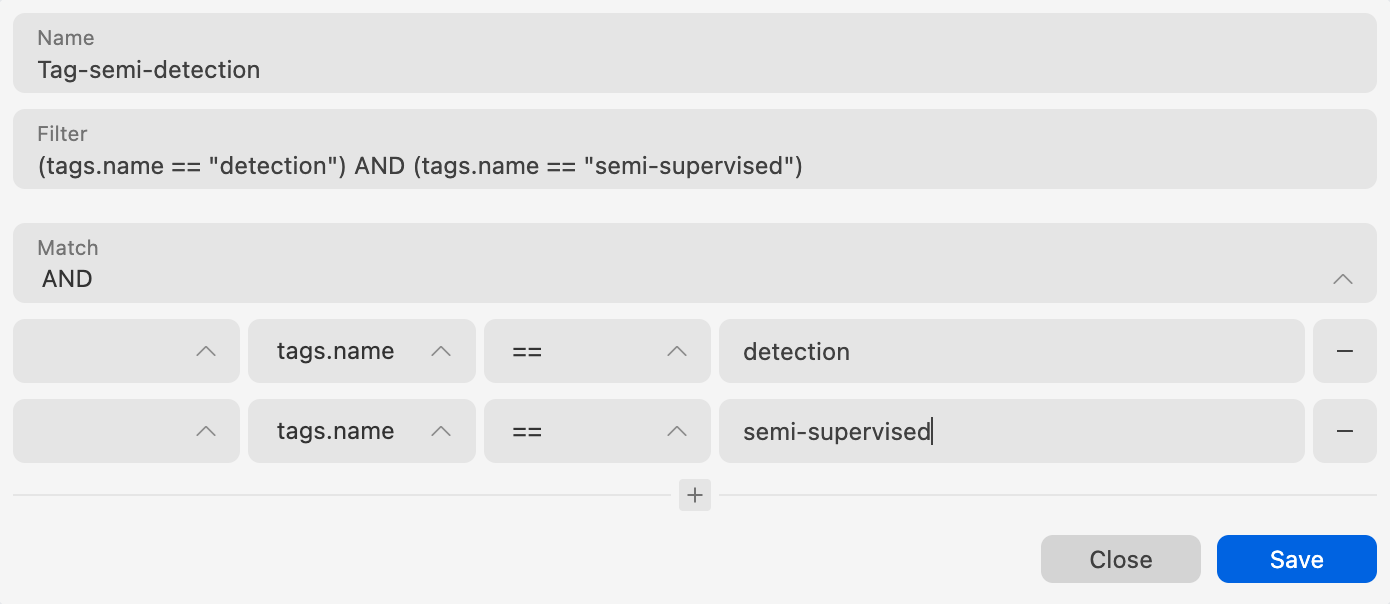 Name
Tag-semi-detection
Filter
(tags.name == "detection") AND (tags.name == "semi-supervised")
Match
AND
tags.name == detection −
tags.name == semi-supervised −
+
Close Save